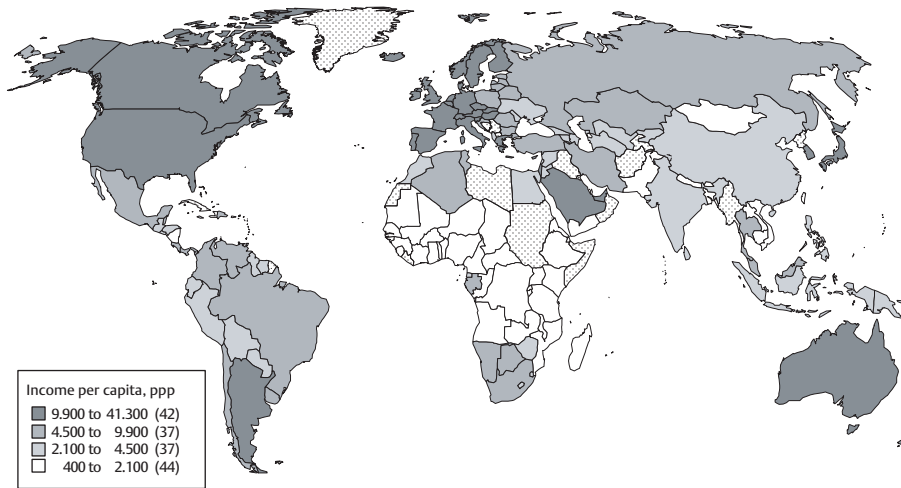 Income per capita, ppp
9.900 to 41.300 (42)
4.500 to 9.900 (37)
2.100 to 4.500 (37)
400 to 2.100 (44)